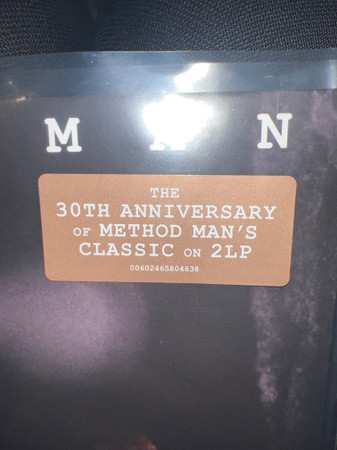 M A N
THE
30TH ANNIVERSARY
OF METHOD MAN'S
CLASSIC ON 2LP
00602465804638